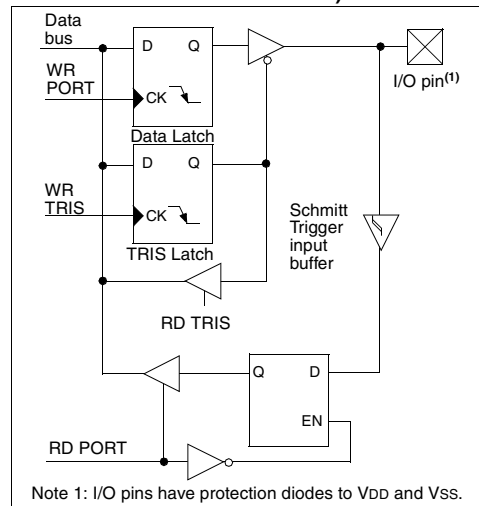 Data
bus
D
Q
WR
PORT
CK
I/O pin(1)
Data Latch
D
Q
WR
TRIS
CK
Schmitt
Trigger
input
buffer
TRIS Latch
RD TRIS
Q
D
EN
RD PORT
Note 1: I/O pins have protection diodes to VDD and VSS.